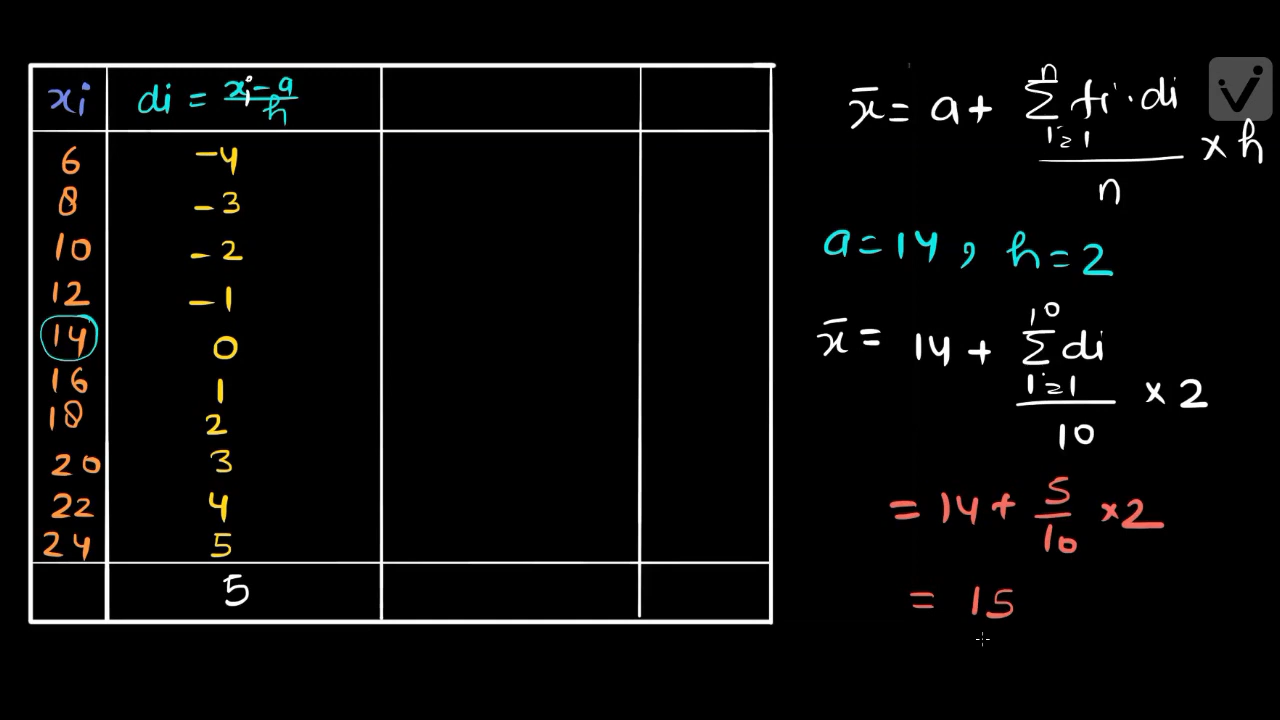 xi di = xi - a / h
6 -4
8 -3
10 -2
12 -1
14 0
16 1
18 2
20 3
22 4
24 5
5
x̄ = a + n Σ i=1 fi · di / n × h
a = 14 , h = 2
x̄ = 14 + 10 Σ i=1 di / 10 × 2
= 14 + 5 / 10 × 2
= 15